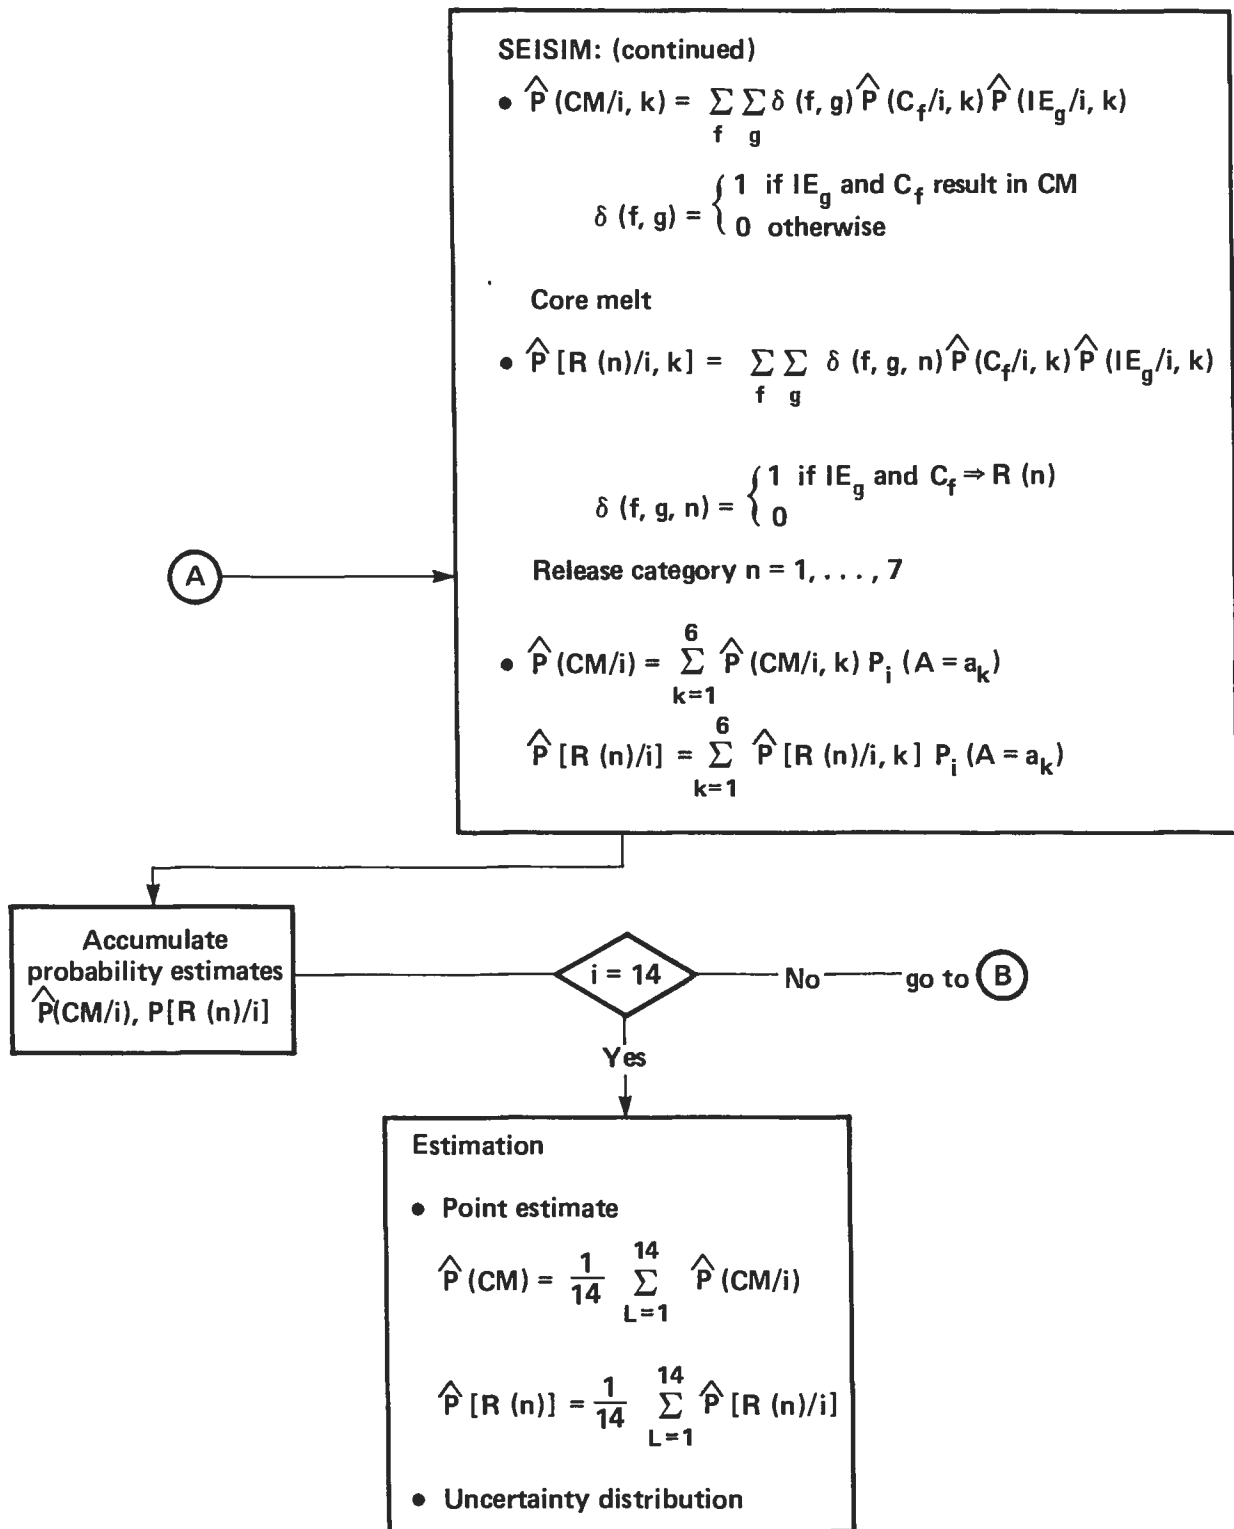 SEISIM: (continued)
• P̂ (CM/i, k) = Σ Σ δ (f, g) P̂ (C_f/i, k) P̂ (IE_g/i, k)
f g
δ (f, g) = { 1 if IE_g and C_f result in CM
0 otherwise
Core melt
• P̂ [R (n)/i, k] = Σ Σ δ (f, g, n) P̂ (C_f/i, k) P̂ (IE_g/i, k)
f g
δ (f, g, n) = { 1 if IE_g and C_f ⇒ R (n)
0
A
Release category n = 1, . . . , 7
6
• P̂ (CM/i) = Σ P̂ (CM/i, k) P_i (A = a_k)
k=1
6
P̂ [R (n)/i] = Σ P̂ [R (n)/i, k] P_i (A = a_k)
k=1
Accumulate
probability estimates
P̂(CM/i), P[R (n)/i]
i = 14
No
go to B
Yes
Estimation
• Point estimate
14
P̂ (CM) = 1/14 Σ P̂ (CM/i)
L=1
14
P̂ [R (n)] = 1/14 Σ P̂ [R (n)/i]
L=1
• Uncertainty distribution